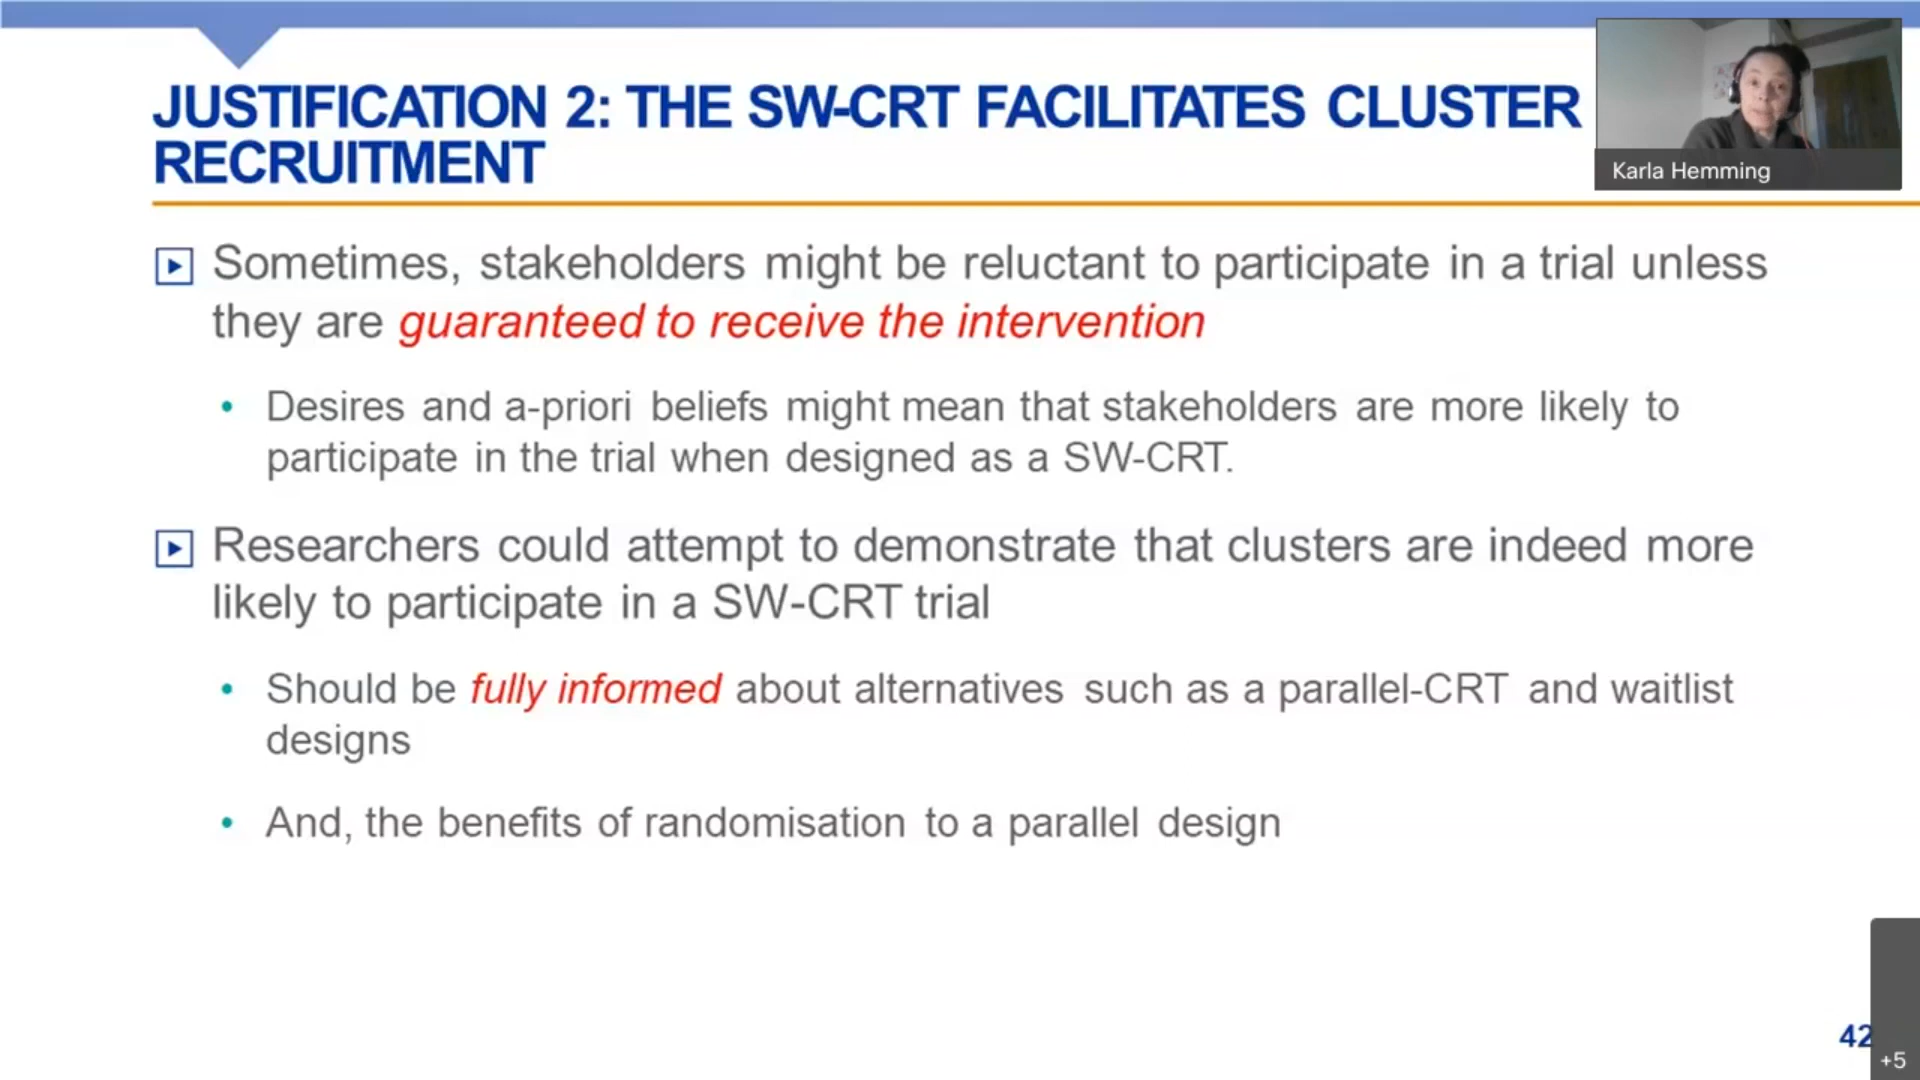 JUSTIFICATION 2: THE SW-CRT FACILITATES CLUSTER
RECRUITMENT
Karla Hemming
Sometimes, stakeholders might be reluctant to participate in a trial unless
they are guaranteed to receive the intervention
• Desires and a-priori beliefs might mean that stakeholders are more likely to
participate in the trial when designed as a SW-CRT.
Researchers could attempt to demonstrate that clusters are indeed more
likely to participate in a SW-CRT trial
• Should be fully informed about alternatives such as a parallel-CRT and waitlist
designs
• And, the benefits of randomisation to a parallel design
42
+5